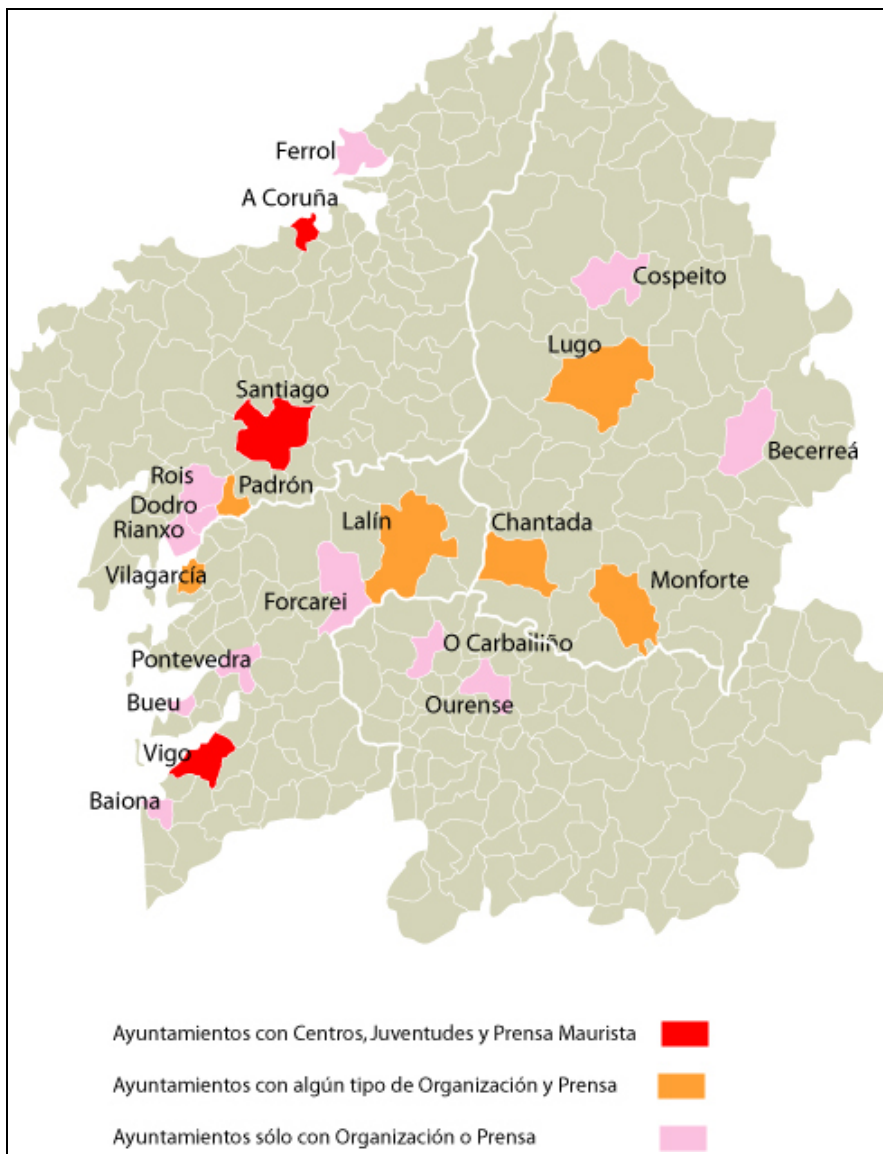 Ferrol
A Coruña
Cospeito
Lugo
Santiago
Becerreá
Rois
Padrón
Dodro
Lalín
Chantada
Rianxo
Vilagarcía
Monforte
Forcarei
O Carbailiño
Pontevedra
Bueu
Ourense
Vigo
Baiona
Ayuntamientos con Centros, Juventudes y Prensa Maurista
Ayuntamientos con algún tipo de Organización y Prensa
Ayuntamientos sólo con Organización o Prensa